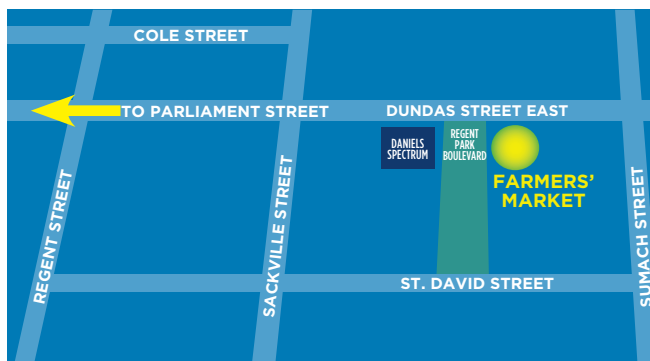 COLE STREET
TO PARLIAMENT STREET
DUNDAS STREET EAST
DANIELS
SPECTRUM
REGENT
PARK
BOULEVARD
FARMERS’
MARKET
REGENT STREET
SACKVILLE STREET
SUMACH STREET
ST. DAVID STREET